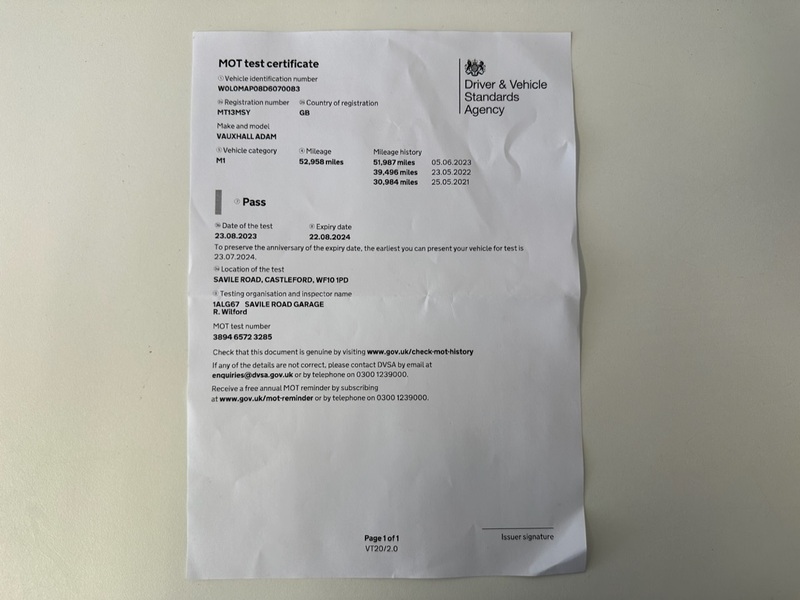 MOT test certificate
Vehicle identification number
W0L0MAP08D6070083
Registration number Country of registration
MT13MSY GB
Make and model
VAUXHALL ADAM
Vehicle category Mileage Mileage history
M1 52,958 miles 51,987 miles 05.06.2023
39,496 miles 23.05.2022
30,984 miles 25.05.2021
Driver & Vehicle
Standards
Agency
Pass
Date of the test Expiry date
23.08.2023 22.08.2024
To preserve the anniversary of the expiry date, the earliest you can present your vehicle for test is
23.07.2024.
Location of the test
SAVILE ROAD, CASTLEFORD, WF10 1PD
Testing organisation and inspector name
1ALG67 SAVILE ROAD GARAGE
R. Wilford
MOT test number
3894 6572 3285
Check that this document is genuine by visiting www.gov.uk/check-mot-history
If any of the details are not correct, please contact DVSA by email at
enquiries@dvsa.gov.uk or by telephone on 0300 1239000.
Receive a free annual MOT reminder by subscribing
at www.gov.uk/mot-reminder or by telephone on 0300 1239000.
Page 1 of 1
VT20/2.0
Issuer signature